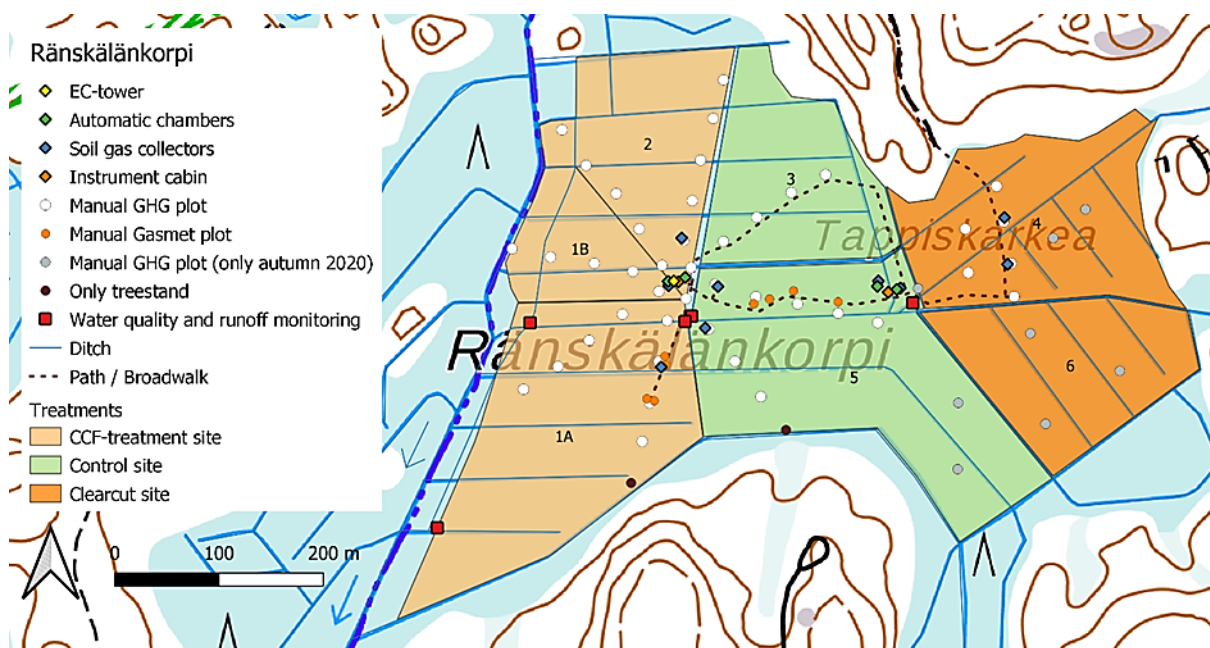 Ränskälänkorpi
EC-tower
Automatic chambers
Soil gas collectors
Instrument cabin
Manual GHG plot
Manual Gasmet plot
Manual GHG plot (only autumn 2020)
Only treestand
Water quality and runoff monitoring
Ditch
Path / Broadwalk
Treatments
CCF-treatment site
Control site
Clearcut site
0 100 200 m
2
3
4
Tappiskärkea
1B
Ränskälänkorpi
6
5
1A